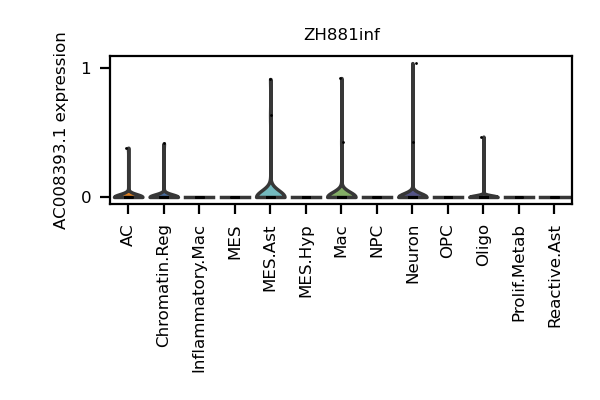 ZH881inf
AC008393.1 expression
1
0
AC
Chromatin.Reg
Inflammatory.Mac
MES
MES.Ast
MES.Hyp
Mac
NPC
Neuron
OPC
Oligo
Prolif.Metab
Reactive.Ast